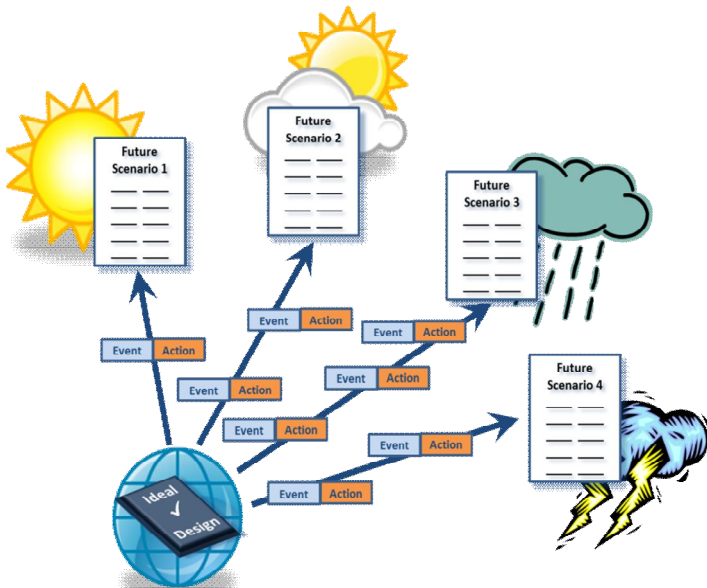 Future
Scenario 1
Future
Scenario 2
Future
Scenario 3
Future
Scenario 4
Event Action
Event Action
Event Action
Event Action
Event Action
Event Action
Event Action
Event Action
Ideal
✓
Design